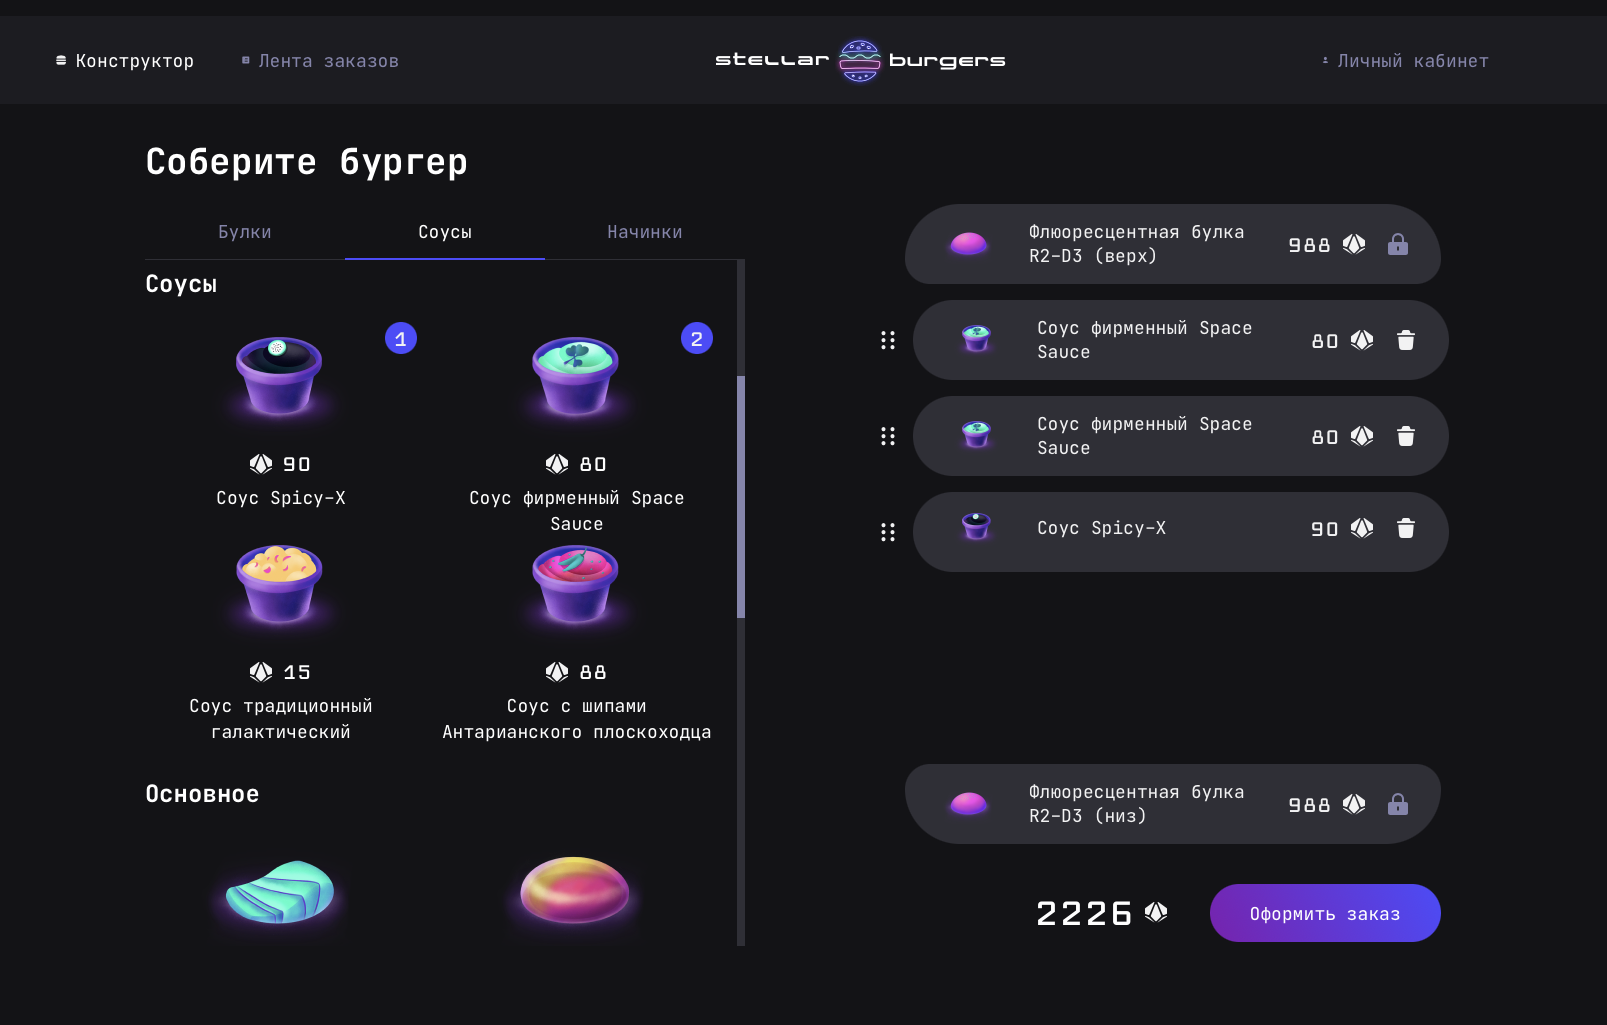 Конструктор
Лента заказов
stellar burgers
Личный кабинет
Соберите бургер
Булки
Соусы
Начинки
Соусы
1
2
90
80
Соус Spicy-X
Соус фирменный Space
Sauce
15
88
Соус традиционный
галактический
Соус с шипами
Антарианского плоскоходца
Основное
Флюоресцентная булка
R2-D3 (верх)
988
Соус фирменный Space
Sauce
80
Соус фирменный Space
Sauce
80
Соус Spicy-X
90
Флюоресцентная булка
R2-D3 (низ)
988
2226
Оформить заказ